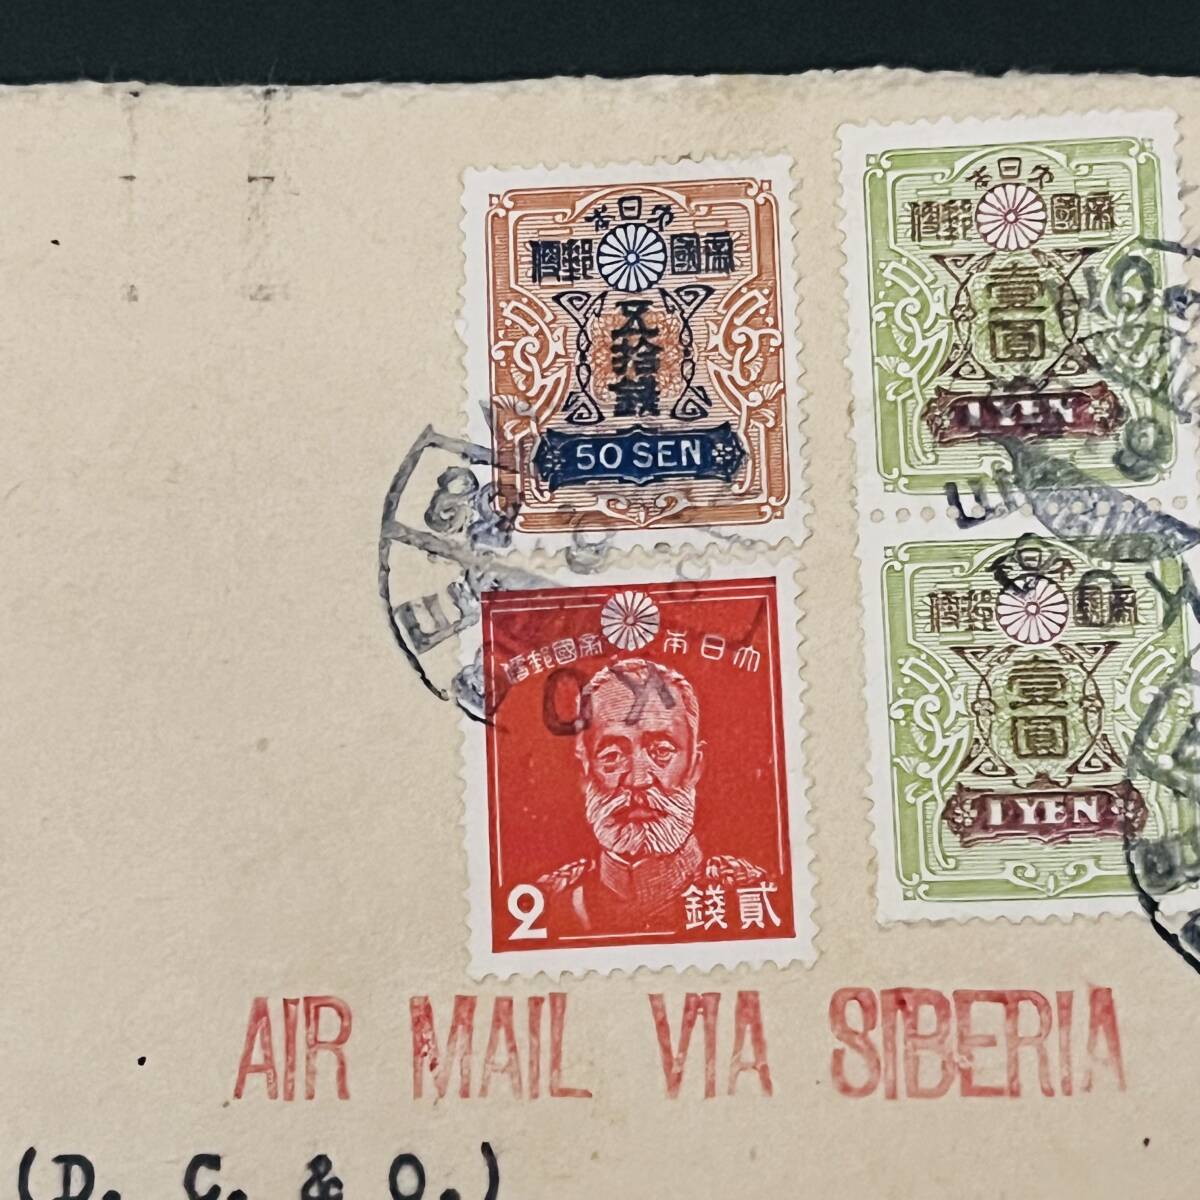 大日本
帝國郵便
五拾錢
50 SEN
大日本
帝國郵便
壹圓
1 YEN
大日本
帝國郵便
壹圓
1 YEN
大日本帝國郵便
2
貳錢
AIR MAIL VIA SIBERIA
(D. C. & O.)